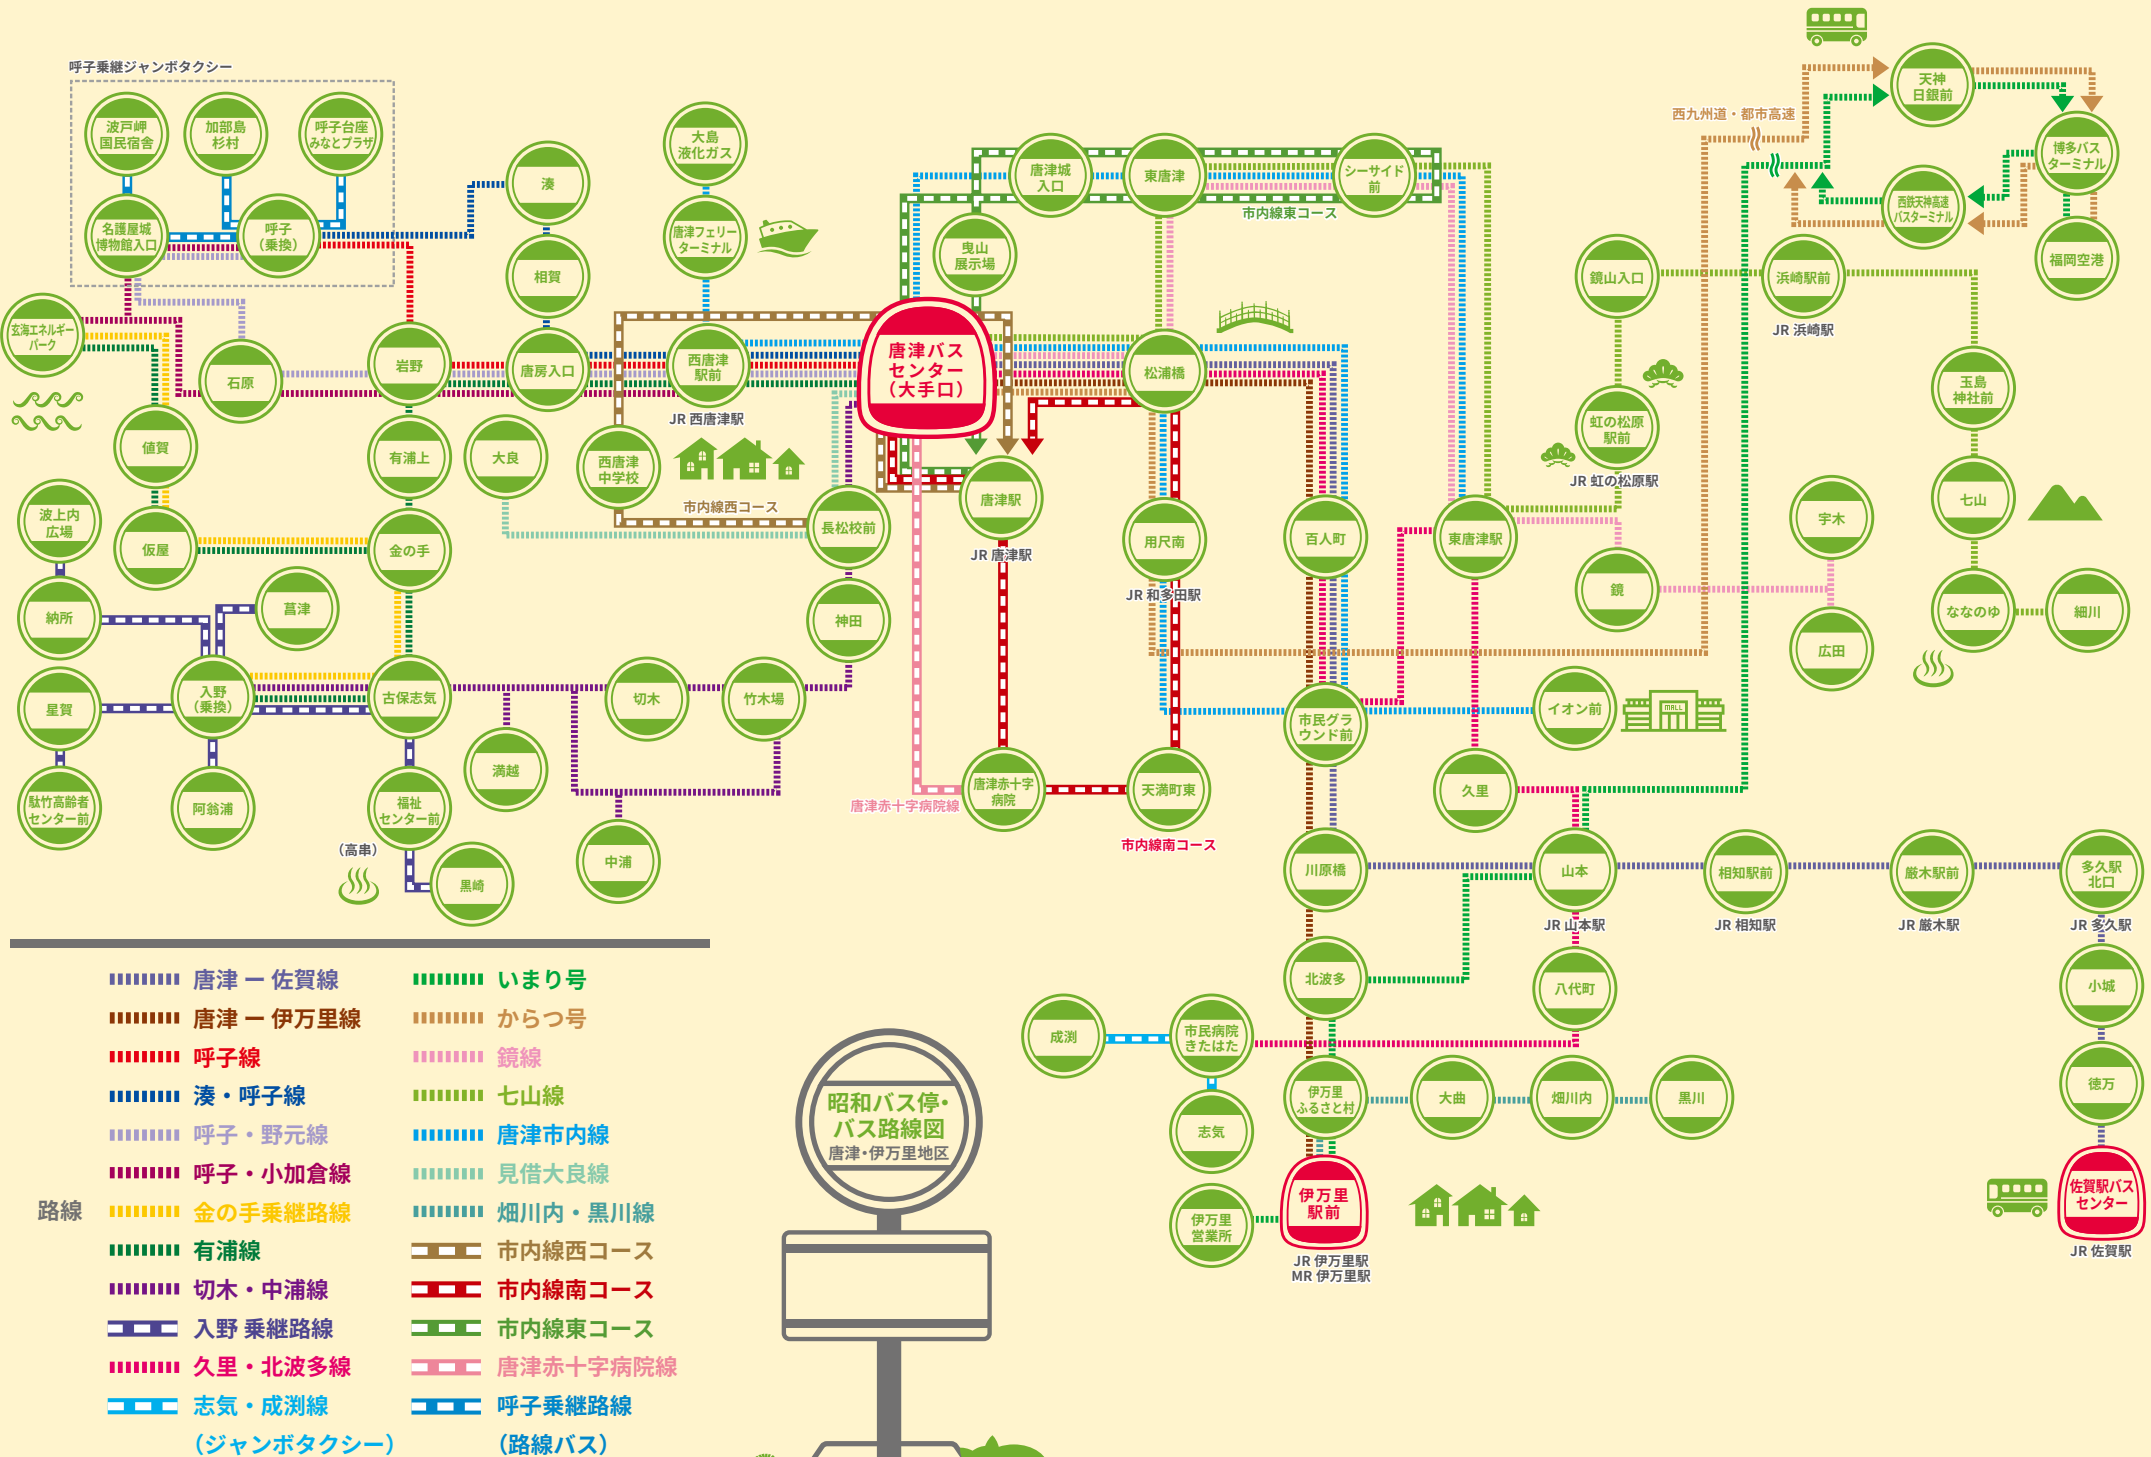 呼子乗継ジャンボタクシー
波戸岬
国民宿舎
加部島
杉村
呼子台座
みなとプラザ
名護屋城
博物館入口
呼子
（乗換）
湊
相賀
大島
液化ガス
唐津フェリー
ターミナル
玄海エネルギー
パーク
石原
岩野
唐房入口
西唐津
駅前
JR 西唐津駅
値賀
有浦上
大良
西唐津
中学校
市内線西コース
長松校前
波上内
広場
仮屋
金の手
納所
菖津
神田
星賀
入野
（乗換）
古保志気
切木
竹木場
満越
駄竹高齢者
センター前
阿翁浦
福祉
センター前
（高串）
黒崎
中浦
唐津城
入口
東唐津
シーサイド
前
市内線東コース
曳山
展示場
唐津バス
センター
（大手口）
松浦橋
唐津駅
JR 唐津駅
用尺南
JR 和多田駅
百人町
東唐津駅
唐津赤十字
病院
唐津赤十字病院線
天満町東
市内線南コース
市民グラ
ウンド前
イオン前
MALL
久里
天神
日銀前
西九州道・都市高速
博多バス
ターミナル
西鉄天神高速
バスターミナル
福岡空港
鏡山入口
浜崎駅前
JR 浜崎駅
虹の松原
駅前
JR 虹の松原駅
玉島
神社前
宇木
七山
鏡
広田
ななのゆ
細川
川原橋
山本
JR 山本駅
相知駅前
JR 相知駅
厳木駅前
JR 厳木駅
多久駅
北口
JR 多久駅
北波多
八代町
小城
成渕
市民病院
きたはた
徳万
志気
伊万里
ふるさと村
大曲
畑川内
黒川
伊万里
営業所
伊万里
駅前
JR 伊万里駅
MR 伊万里駅
佐賀駅バス
センター
JR 佐賀駅
路線
唐津 ー 佐賀線
唐津 ー 伊万里線
呼子線
湊・呼子線
呼子・野元線
呼子・小加倉線
金の手乗継路線
有浦線
切木・中浦線
入野 乗継路線
久里・北波多線
志気・成渕線
（ジャンボタクシー）
いまり号
からつ号
鏡線
七山線
唐津市内線
見借大良線
畑川内・黒川線
市内線西コース
市内線南コース
市内線東コース
唐津赤十字病院線
呼子乗継路線
（路線バス）
昭和バス停・
バス路線図
唐津・伊万里地区